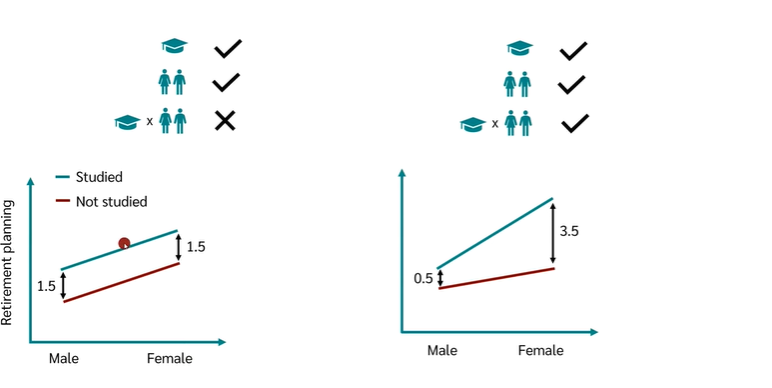 x
x
Studied
Not studied
Retirement planning
1.5
1.5
Male
Female
0.5
3.5
Male
Female